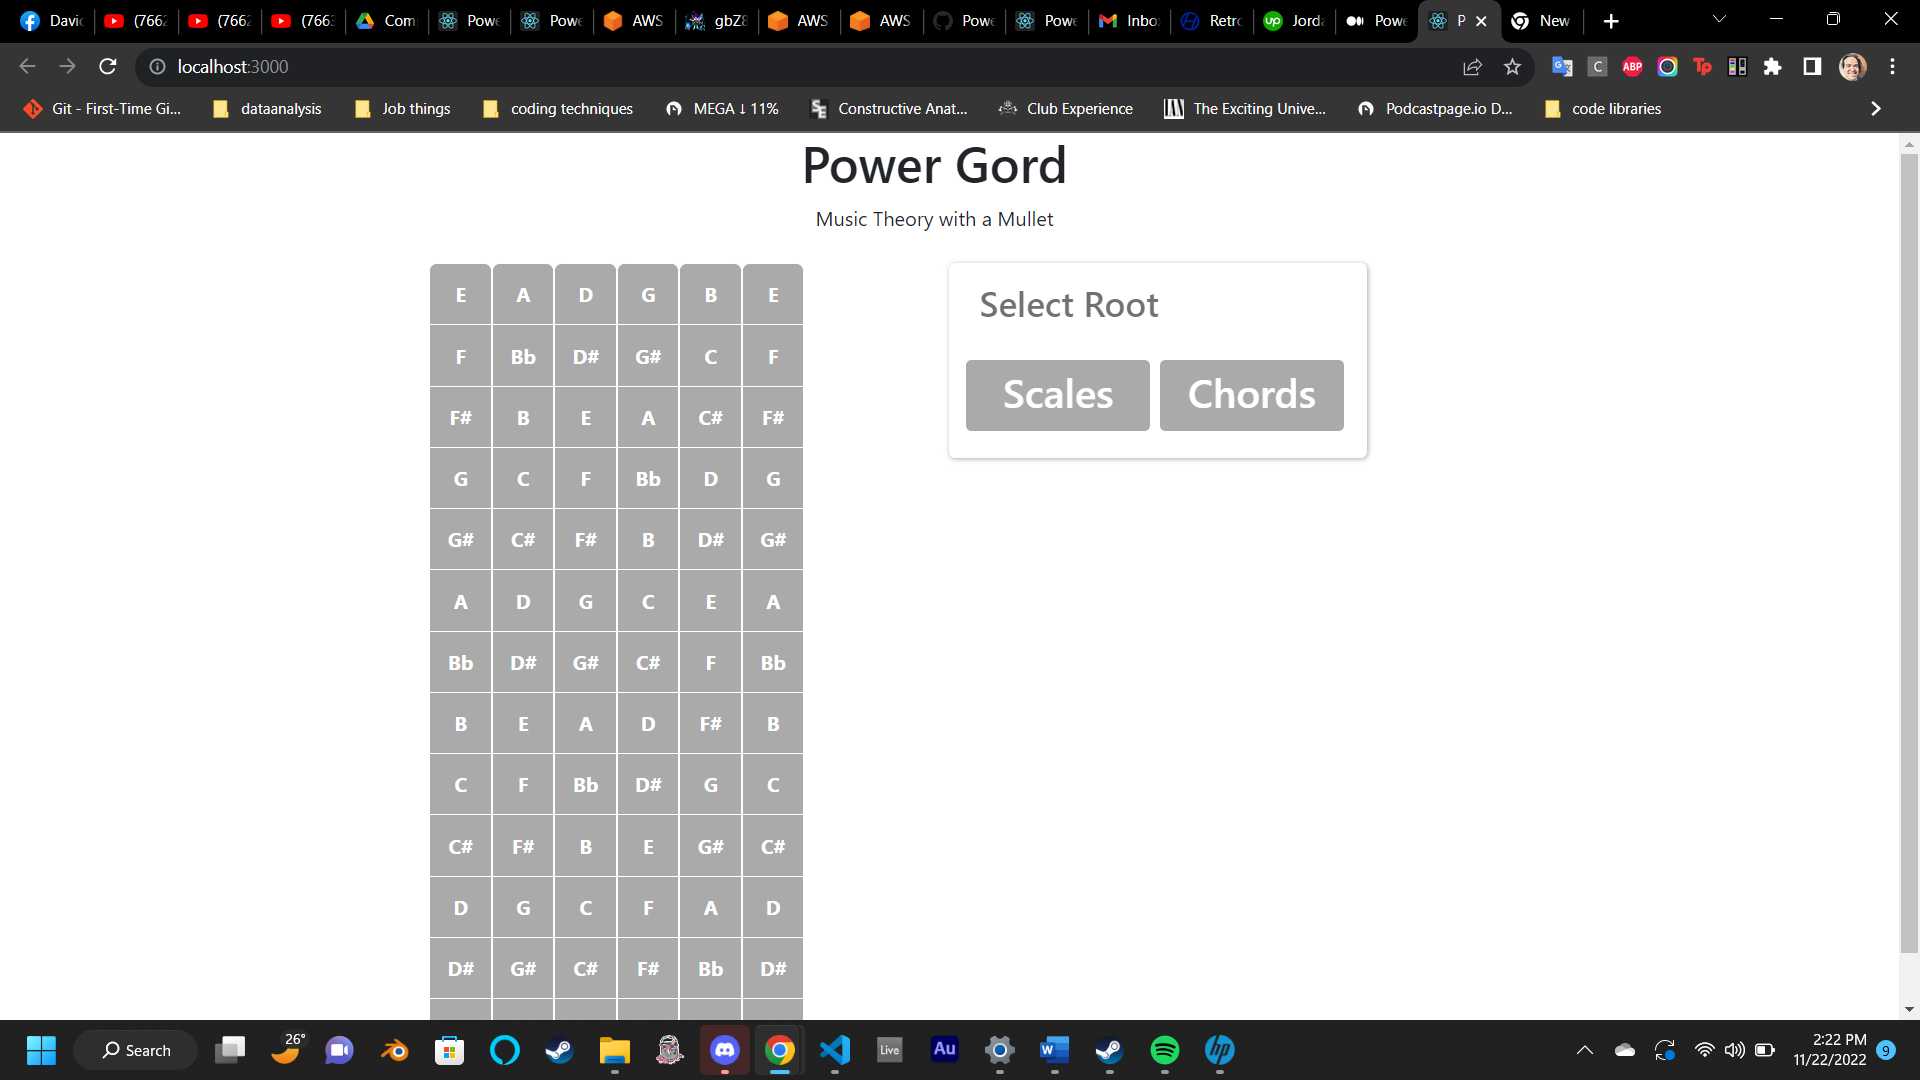 Davic (766 (766 (766 Com Powe Powe AWS gbZ8 AWS AWS Powe Powe Inbo Retro Jorda Powe P New
localhost:3000
Git - First-Time Gi... dataanalysis Job things coding techniques MEGA ↓ 11% Constructive Anat... Club Experience The Exciting Unive... Podcastpage.io D... code libraries
Power Gord
Music Theory with a Mullet
E A D G B E
F Bb D# G# C F
F# B E A C# F#
G C F Bb D G
G# C# F# B D# G#
A D G C E A
Bb D# G# C# F Bb
B E A D F# B
C F Bb D# G C
C# F# B E G# C#
D G C F A D
D# G# C# F# Bb D#
Select Root
Scales Chords
Search 26° Live Au 2:22 PM
11/22/2022 9